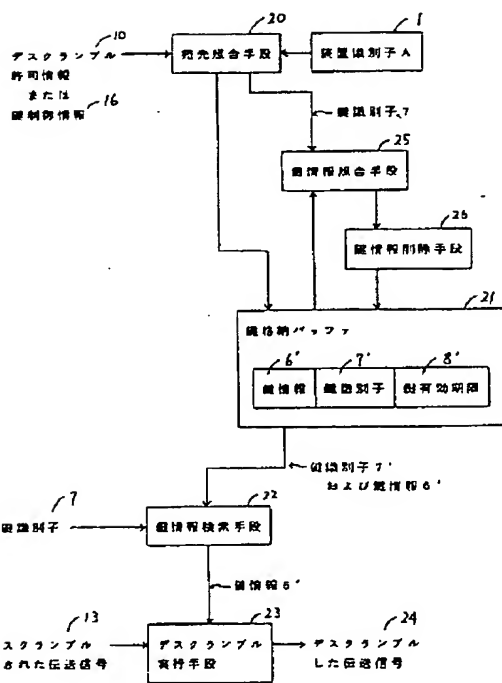 20
1
10
デスクランブル
許可情報
または
鍵制御情報
16
宛先照合手段
装置識別子A
鍵識別子7
25
鍵情報照合手段
26
鍵情報削除手段
21
鍵格納バッファ
6' 7' 8'
鍵情報 鍵識別子 鍵有効期限
鍵識別子7'
および鍵情報6'
7
鍵識別子
22
鍵情報検索手段
鍵情報6'
13
スクランブル
された伝送信号
23
デスクランブル
実行手段
24
デスクランブル
した伝送信号